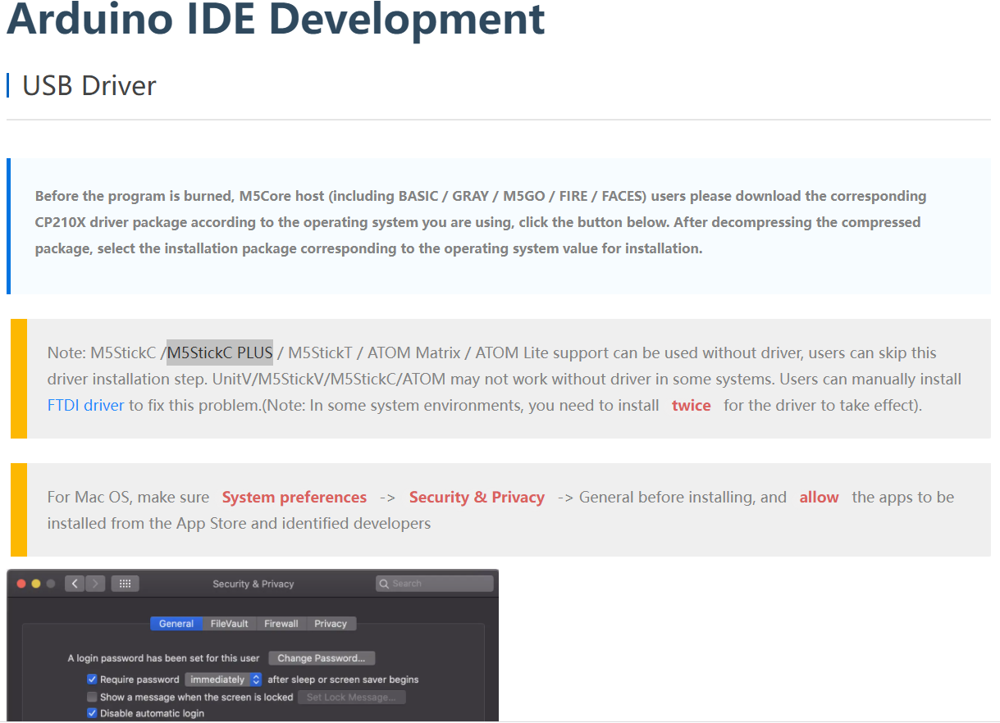 Arduino IDE Development
USB Driver
Before the program is burned, M5Core host (including BASIC / GRAY / M5GO / FIRE / FACES) users please download the corresponding
CP210X driver package according to the operating system you are using, click the button below. After decompressing the compressed
package, select the installation package corresponding to the operating system value for installation.
Note: M5StickC /M5StickC PLUS / M5StickT / ATOM Matrix / ATOM Lite support can be used without driver, users can skip this
driver installation step. UnitV/M5StickV/M5StickC/ATOM may not work without driver in some systems. Users can manually install
FTDI driver to fix this problem.(Note: In some system environments, you need to install twice for the driver to take effect).
For Mac OS, make sure System preferences -> Security & Privacy -> General before installing, and allow the apps to be
installed from the App Store and identified developers
Security & Privacy Search
General FileVault Firewall Privacy
A login password has been set for this user Change Password...
Require password immediately after sleep or screen saver begins
Show a message when the screen is locked Set Lock Message...
Disable automatic login